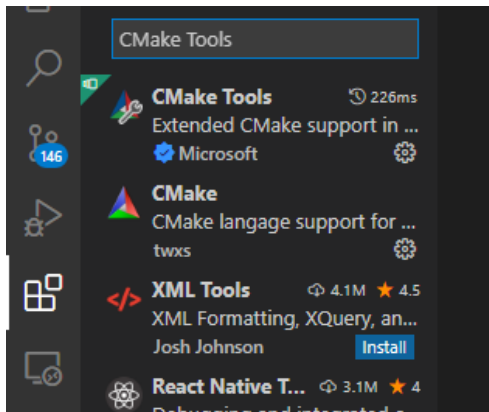 CMake Tools
CMake Tools 226ms
Extended CMake support in ...
Microsoft
146
CMake
CMake langage support for ...
twxs
XML Tools 4.1M 4.5
XML Formatting, XQuery, an...
Josh Johnson Install
React Native T... 3.1M 4